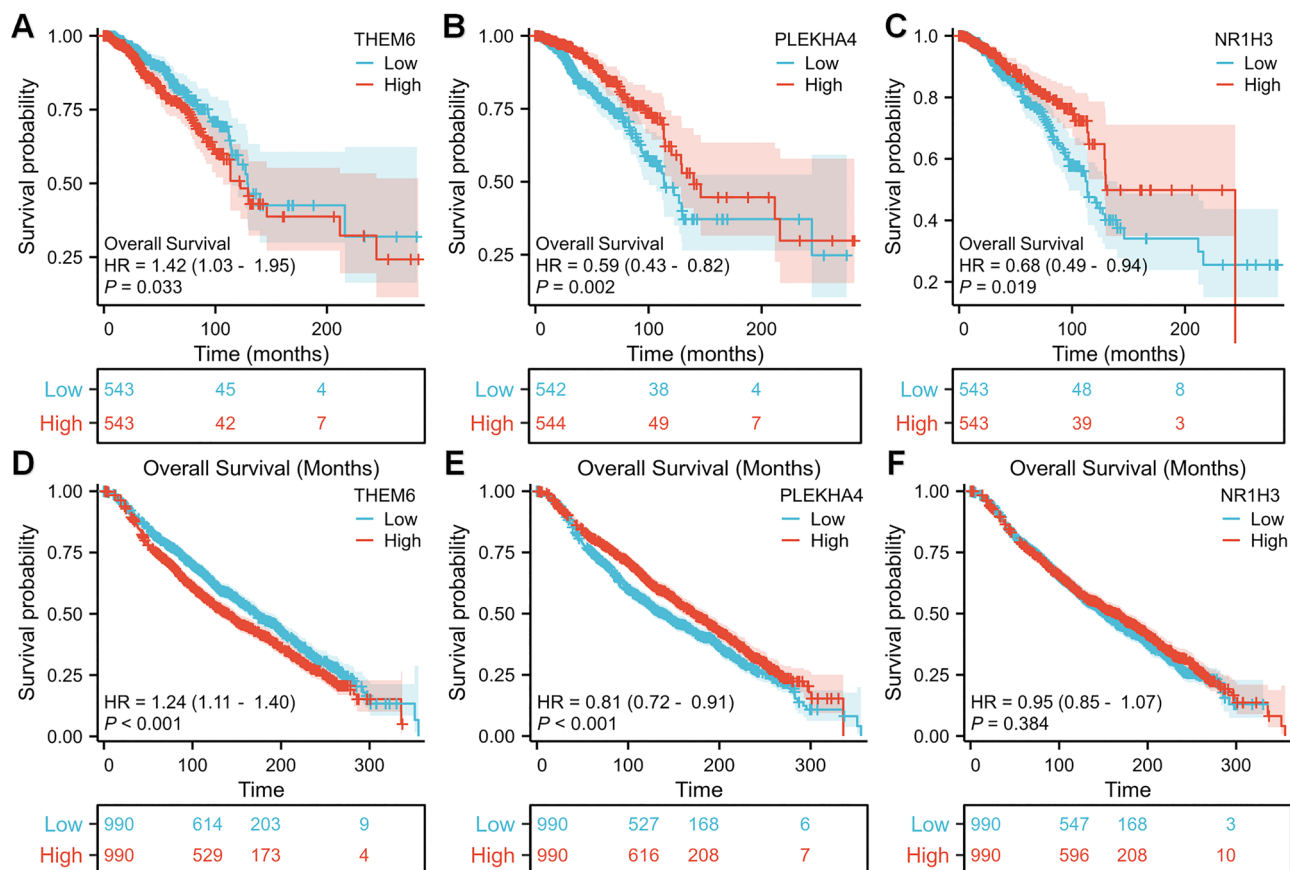 A
THEM6
Low
High
Survival probability
1.00
0.75
0.50
0.25
Overall Survival
HR = 1.42 (1.03 - 1.95)
P = 0.033
0 100 200
Time (months)
Low 543 45 4
High 543 42 7
B
PLEKHA4
Low
High
Survival probability
1.00
0.75
0.50
0.25
Overall Survival
HR = 0.59 (0.43 - 0.82)
P = 0.002
0 100 200
Time (months)
Low 542 38 4
High 544 49 7
C
NR1H3
Low
High
Survival probability
1.0
0.8
0.6
0.4
0.2
Overall Survival
HR = 0.68 (0.49 - 0.94)
P = 0.019
0 100 200
Time (months)
Low 543 48 8
High 543 39 3
D
Overall Survival (Months)
THEM6
Low
High
Survival probability
1.00
0.75
0.50
0.25
0.00
HR = 1.24 (1.11 - 1.40)
P < 0.001
0 100 200 300
Time
Low 990 614 203 9
High 990 529 173 4
E
Overall Survival (Months)
PLEKHA4
Low
High
Survival probability
1.00
0.75
0.50
0.25
0.00
HR = 0.81 (0.72 - 0.91)
P < 0.001
0 100 200 300
Time
Low 990 527 168 6
High 990 616 208 7
F
Overall Survival (Months)
NR1H3
Low
High
Survival probability
1.00
0.75
0.50
0.25
0.00
HR = 0.95 (0.85 - 1.07)
P = 0.384
0 100 200 300
Time
Low 990 547 168 3
High 990 596 208 10